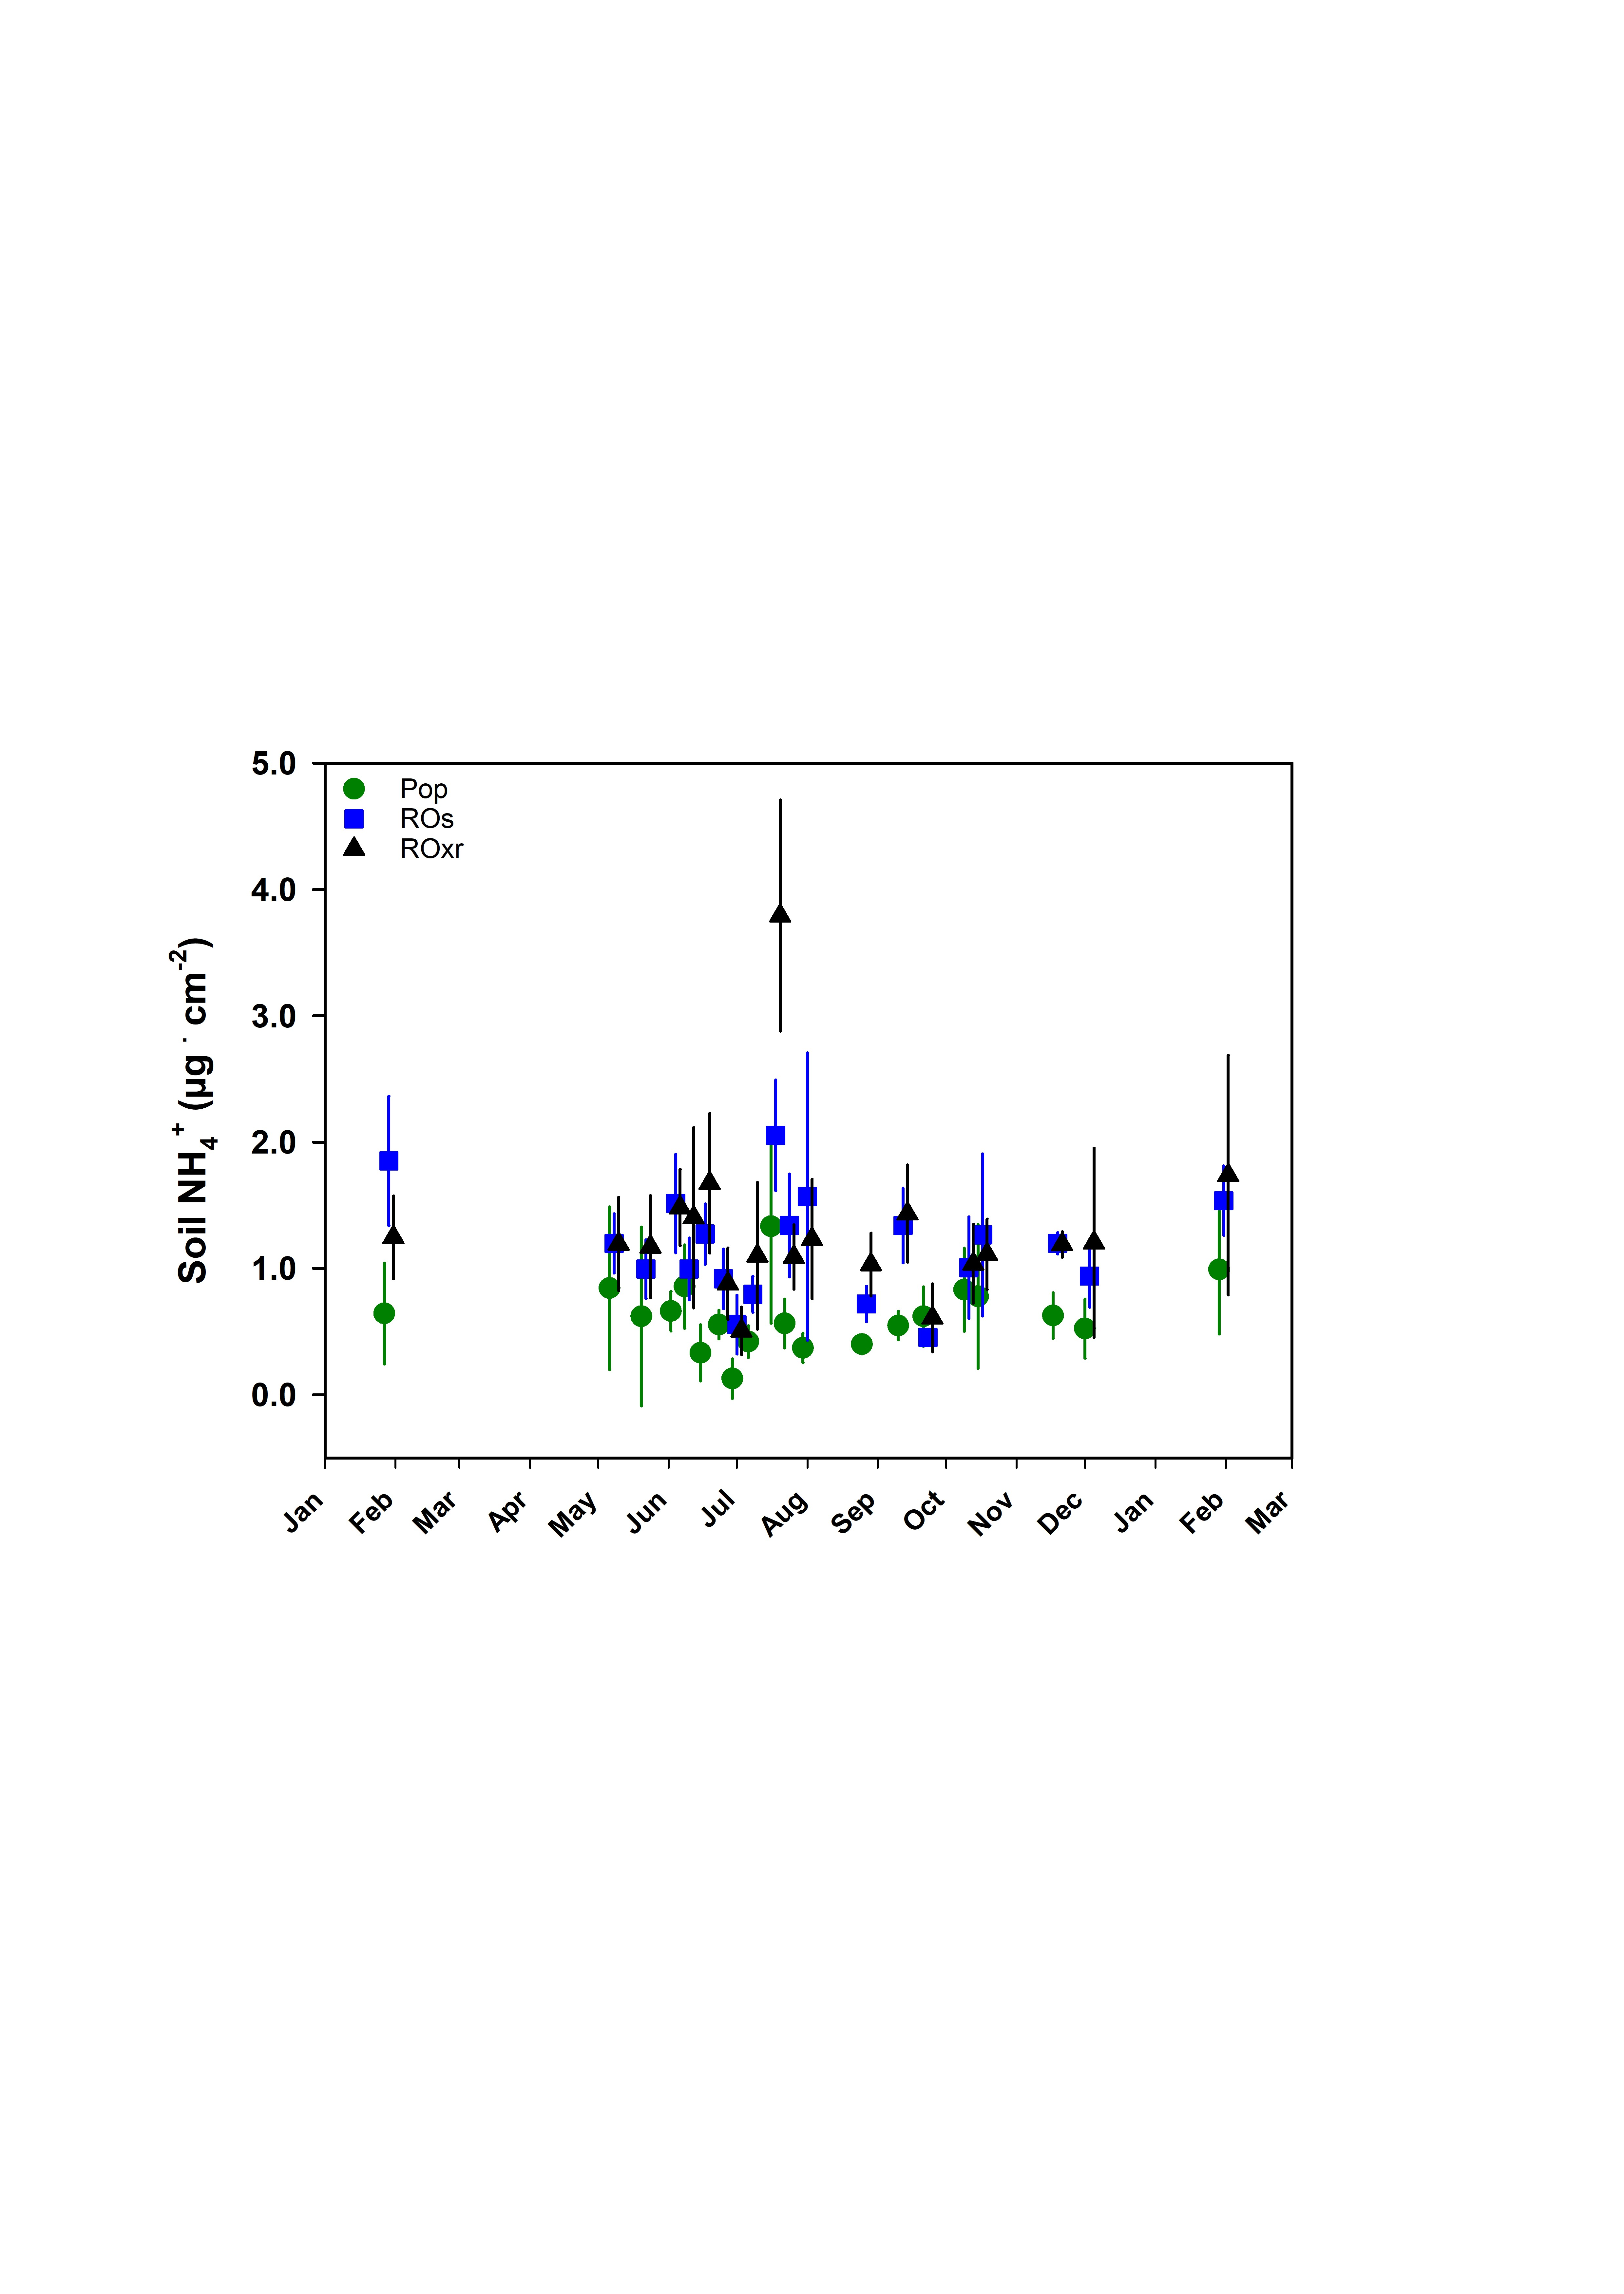 5.0
Pop
ROs
ROxr
4.0
3.0
2.0
1.0
0.0
Soil NH₄⁺ (µg · cm⁻²)
Jan Feb Mar Apr May Jun Jul Aug Sep Oct Nov Dec Jan Feb Mar